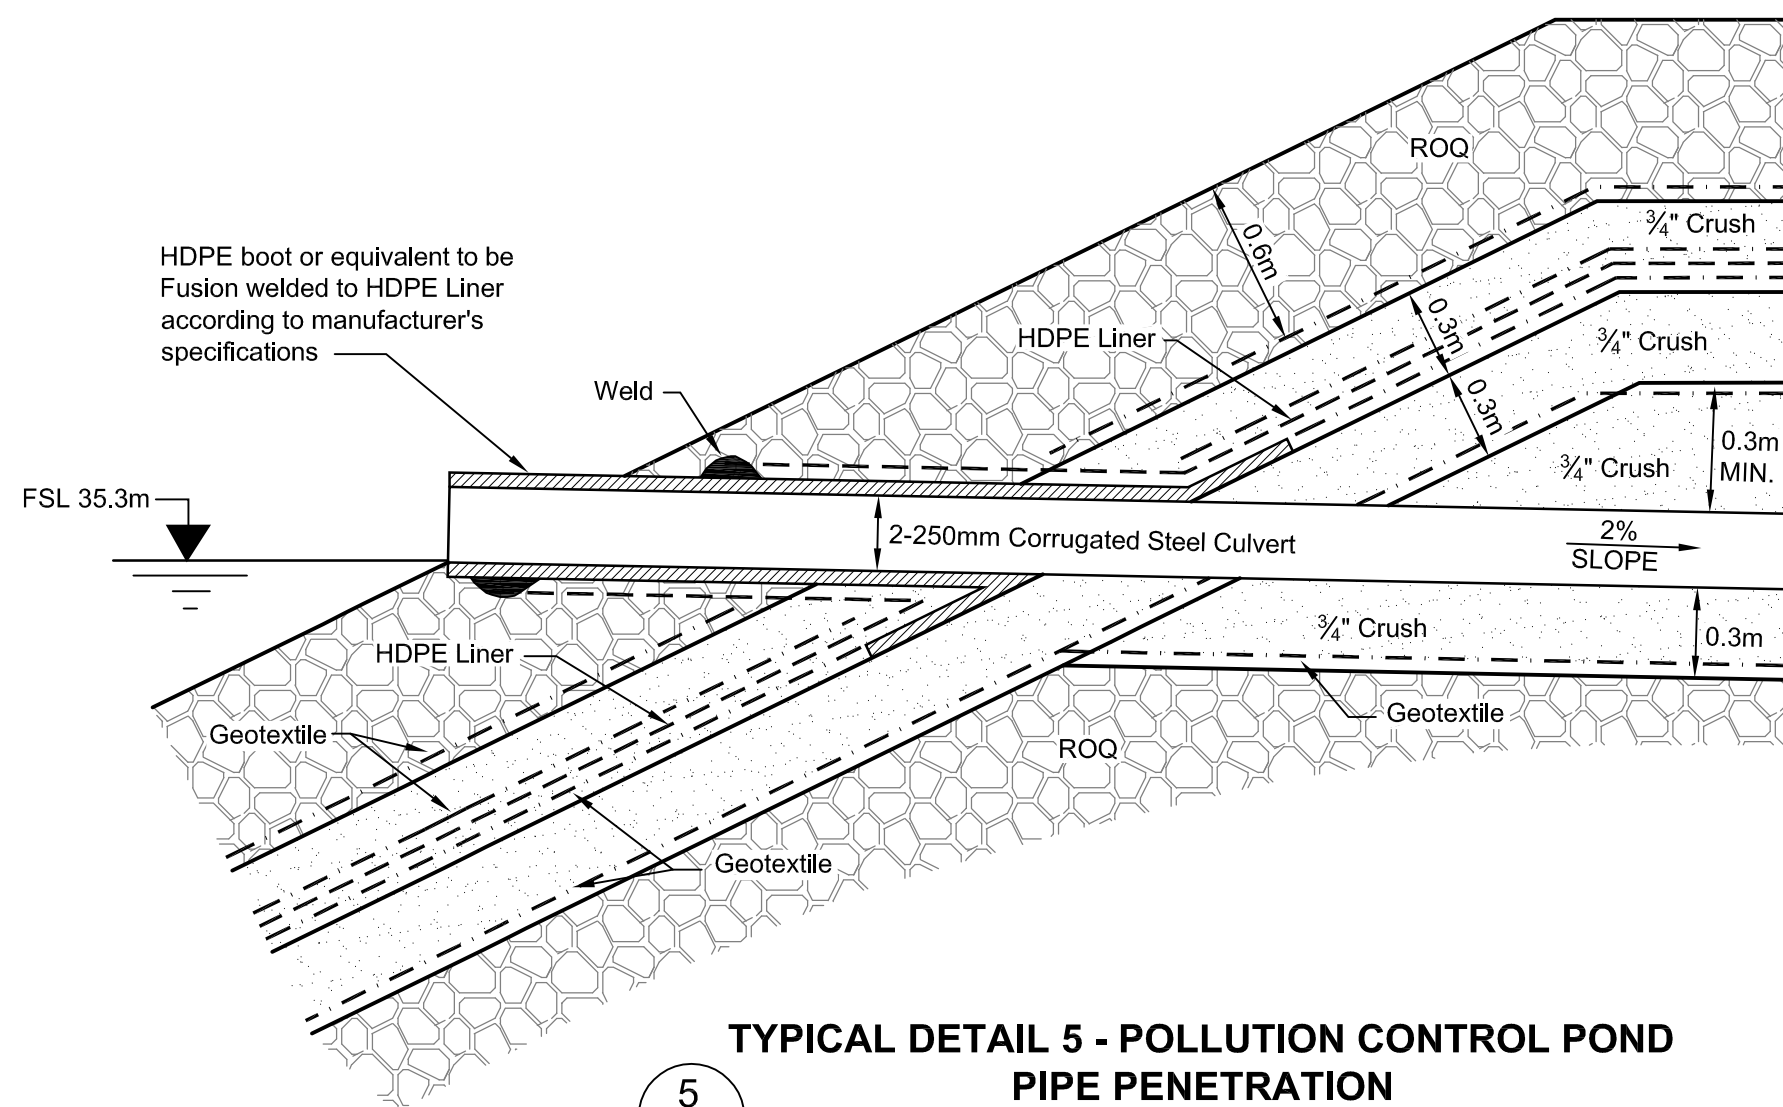 ROQ
¾" Crush
0.6m
HDPE boot or equivalent to be
Fusion welded to HDPE Liner
according to manufacturer's
specifications
0.3m
HDPE Liner
¾" Crush
Weld
0.3m
0.3m
MIN.
¾" Crush
FSL 35.3m
2-250mm Corrugated Steel Culvert
2%
SLOPE
¾" Crush
0.3m
HDPE Liner
Geotextile
Geotextile
ROQ
Geotextile
TYPICAL DETAIL 5 - POLLUTION CONTROL POND
PIPE PENETRATION
5